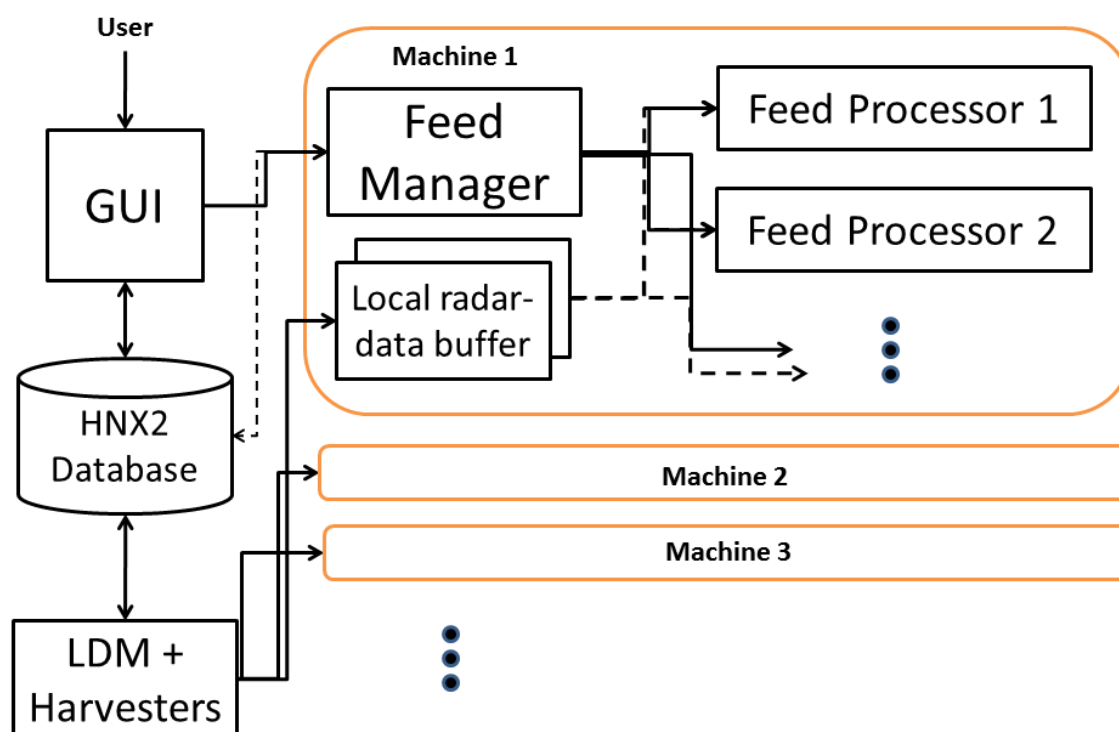 User
Machine 1
GUI
Feed
Manager
Feed Processor 1
Feed Processor 2
Local radar-
data buffer
HNX2
Database
Machine 2
Machine 3
LDM +
Harvesters